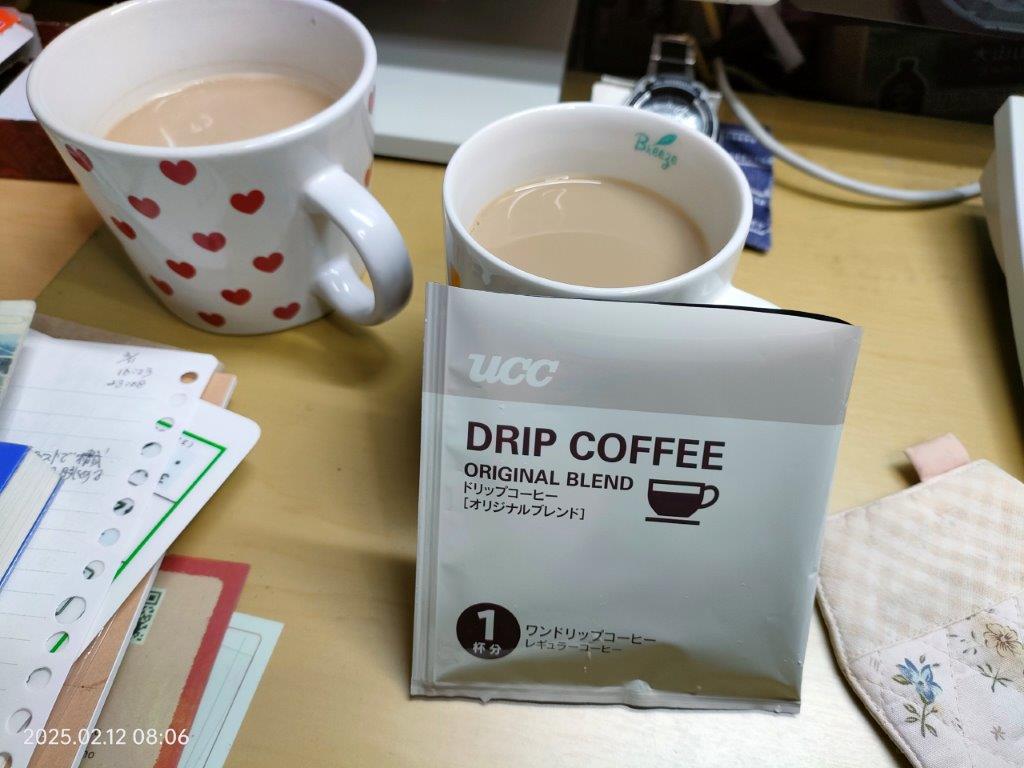 Breeze
ucc
DRIP COFFEE
ORIGINAL BLEND
ドリップコーヒー
[オリジナルブレンド]
1
杯分
ワンドリップコーヒー
レギュラーコーヒー
2025.02.12 08:06